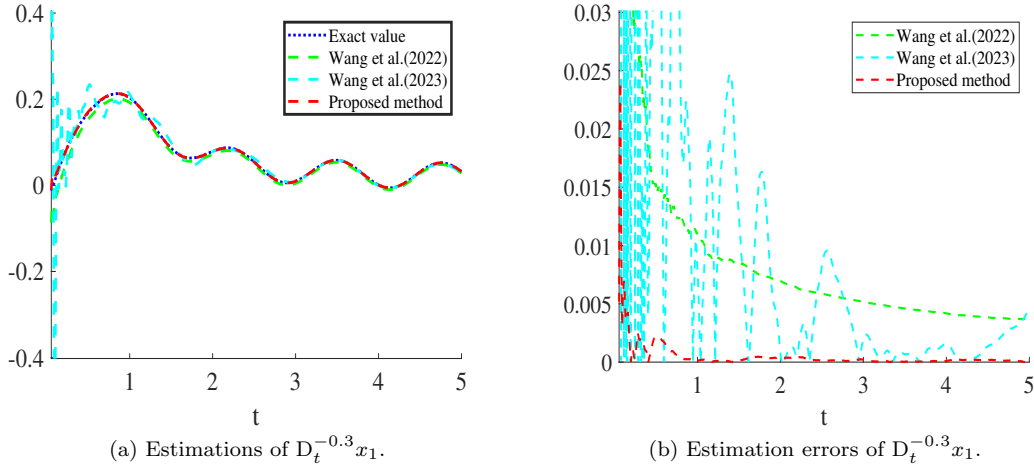 0.4
0.2
0
-0.2
-0.4
1
2
3
4
5
t
Exact value
Wang et al.(2022)
Wang et al.(2023)
Proposed method
(a) Estimations of D_t^{-0.3}x_1.
0.03
0.025
0.02
0.015
0.01
0.005
0
1
2
3
4
5
t
Wang et al.(2022)
Wang et al.(2023)
Proposed method
(b) Estimation errors of D_t^{-0.3}x_1.